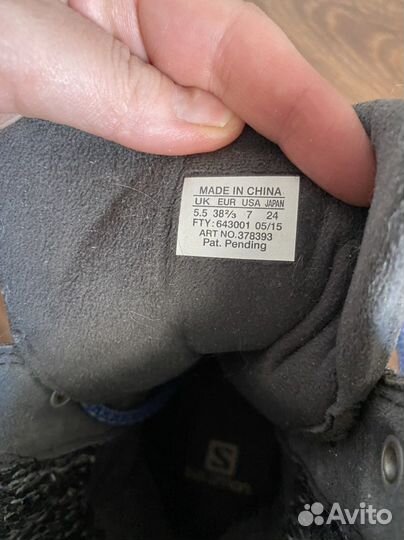 MADE IN CHINA
UK EUR USA JAPAN
5.5 38⅔ 7 24
FTY:643001 05/15
ART NO.378393
Pat. Pending
S
salomon
Avito